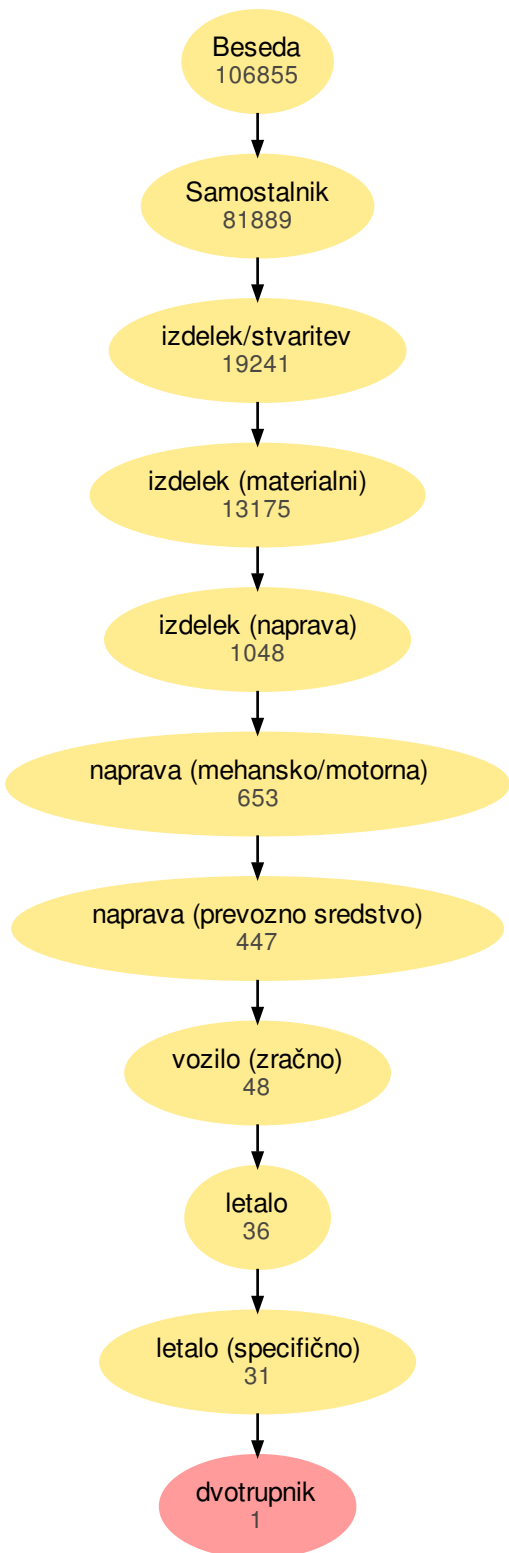 Beseda
106855
Samostalnik
81889
izdelek/stvaritev
19241
izdelek (materialni)
13175
izdelek (naprava)
1048
naprava (mehansko/motorna)
653
naprava (prevozno sredstvo)
447
vozilo (zračno)
48
letalo
36
letalo (specifično)
31
dvotrupnik
1